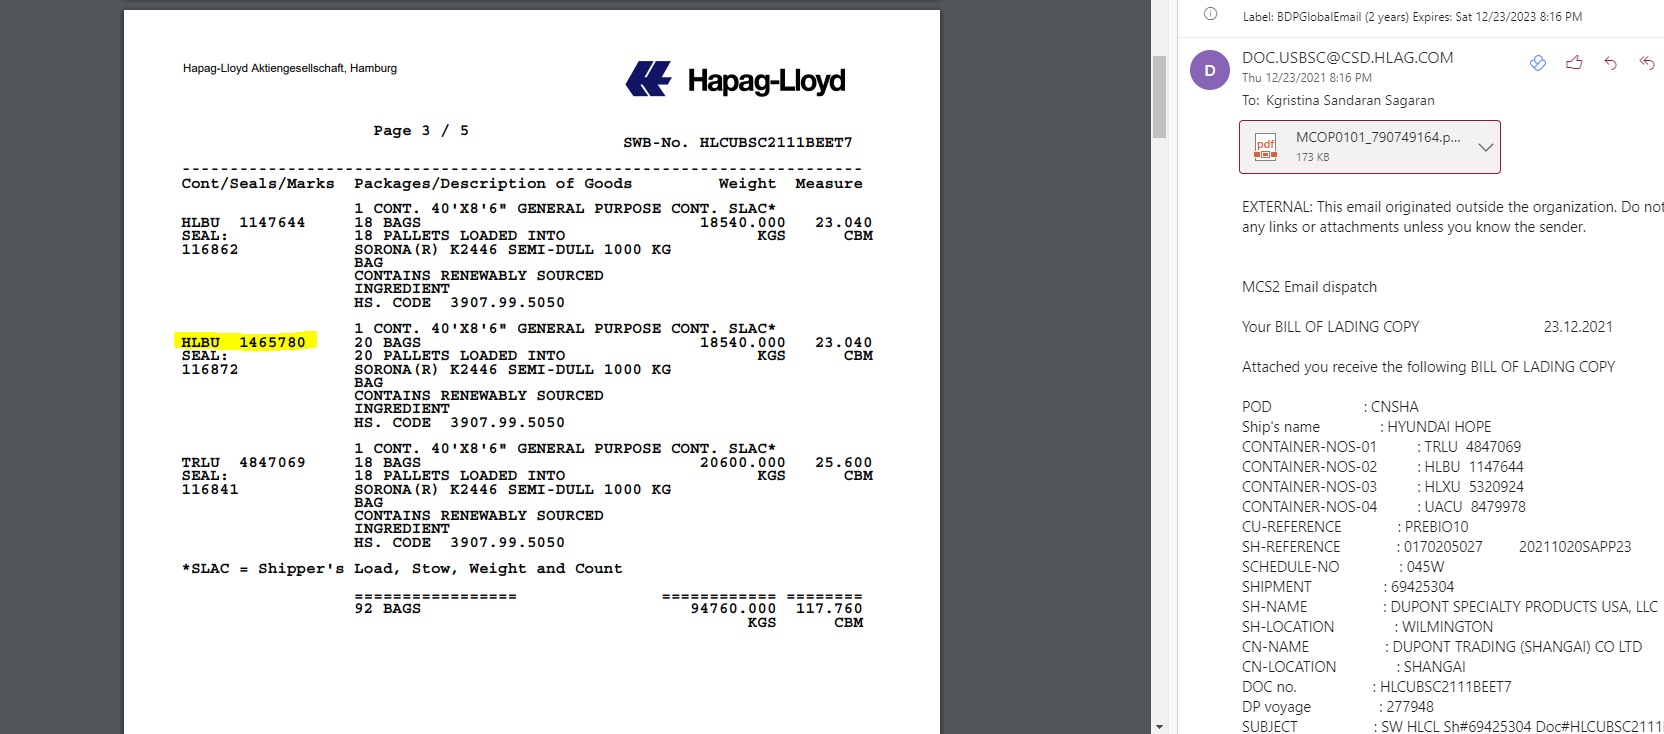 Hapag-Lloyd Aktiengesellschaft, Hamburg
Hapag-Lloyd
Page 3 / 5
SWB-No. HLCUBSC2111BEET7
Cont/Seals/Marks Packages/Description of Goods Weight Measure
1 CONT. 40'X8'6" GENERAL PURPOSE CONT. SLAC*
HLBU 1147644 18 BAGS 18540.000 23.040
SEAL: 18 PALLETS LOADED INTO KGS CBM
116862 SORONA(R) K2446 SEMI-DULL 1000 KG
BAG
CONTAINS RENEWABLY SOURCED
INGREDIENT
HS. CODE 3907.99.5050
1 CONT. 40'X8'6" GENERAL PURPOSE CONT. SLAC*
HLBU 1465780 20 BAGS 18540.000 23.040
SEAL: 20 PALLETS LOADED INTO KGS CBM
116872 SORONA(R) K2446 SEMI-DULL 1000 KG
BAG
CONTAINS RENEWABLY SOURCED
INGREDIENT
HS. CODE 3907.99.5050
1 CONT. 40'X8'6" GENERAL PURPOSE CONT. SLAC*
TRLU 4847069 18 BAGS 20600.000 25.600
SEAL: 18 PALLETS LOADED INTO KGS CBM
116841 SORONA(R) K2446 SEMI-DULL 1000 KG
BAG
CONTAINS RENEWABLY SOURCED
INGREDIENT
HS. CODE 3907.99.5050
*SLAC = Shipper's Load, Stow, Weight and Count
92 BAGS 94760.000 117.760
KGS CBM
Label: BDPGlobalEmail (2 years) Expires: Sat 12/23/2023 8:16 PM
D
DOC.USBSC@CSD.HLAG.COM
Thu 12/23/2021 8:16 PM
To: Kgristina Sandaran Sagaran
pdf
MCOP0101_790749164.p...
173 KB
EXTERNAL: This email originated outside the organization. Do not
any links or attachments unless you know the sender.
MCS2 Email dispatch
Your BILL OF LADING COPY 23.12.2021
Attached you receive the following BILL OF LADING COPY
POD : CNSHA
Ship's name : HYUNDAI HOPE
CONTAINER-NOS-01 : TRLU 4847069
CONTAINER-NOS-02 : HLBU 1147644
CONTAINER-NOS-03 : HLXU 5320924
CONTAINER-NOS-04 : UACU 8479978
CU-REFERENCE : PREBIO10
SH-REFERENCE : 0170205027 20211020SAPP23
SCHEDULE-NO : 045W
SHIPMENT : 69425304
SH-NAME : DUPONT SPECIALTY PRODUCTS USA, LLC
SH-LOCATION : WILMINGTON
CN-NAME : DUPONT TRADING (SHANGAI) CO LTD
CN-LOCATION : SHANGAI
DOC no. : HLCUBSC2111BEET7
DP voyage : 277948
SUBJECT : SW HLCL Sh#69425304 Doc#HLCUBSC2111